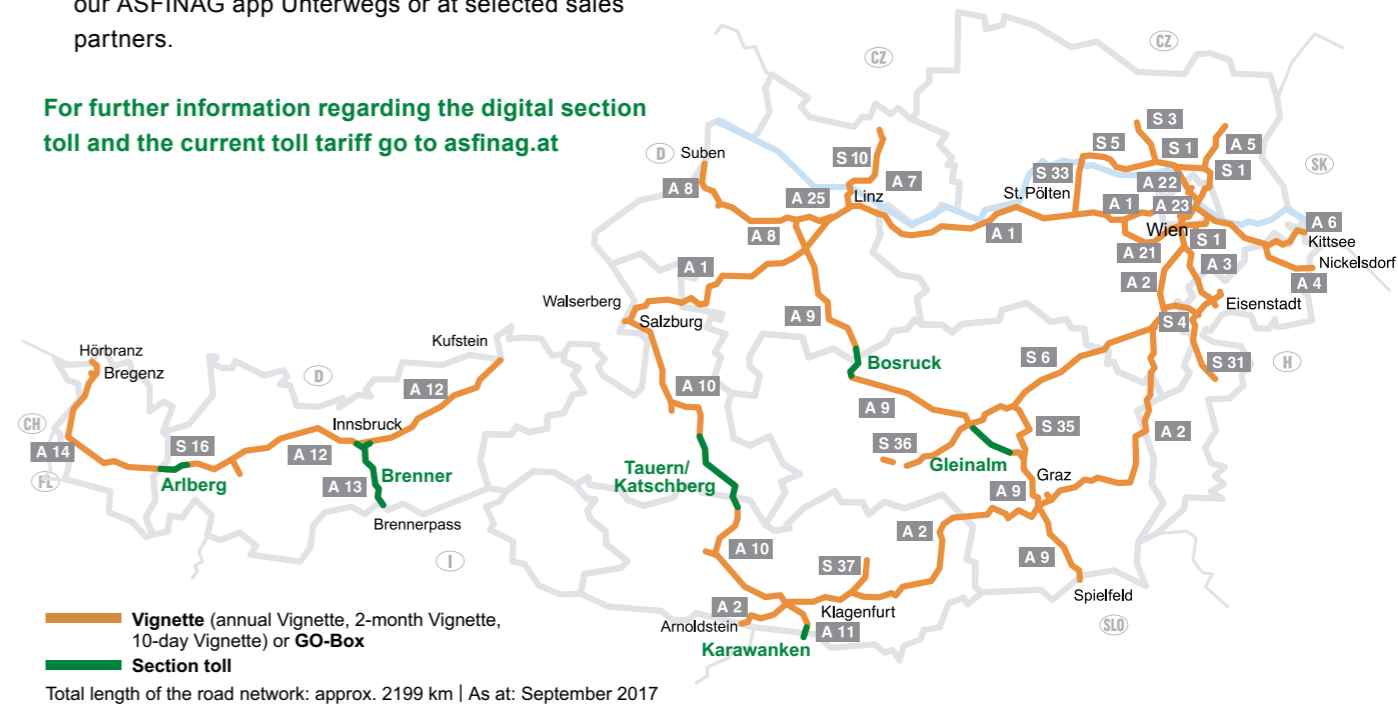 our ASFINAG app Unterwegs or at selected sales
partners.
For further information regarding the digital section
toll and the current toll tariff go to asfinag.at
CZ
CZ
S 3
D
Suben
S 5
S 1
A 5
S 10
A 7
S 33
A 22
S 1
SK
A 8
A 25
Linz
St. Pölten
A 1
A 23
A 8
A 1
Wien
S 1
A 6
Kittsee
A 21
A 3
Nickelsdorf
A 1
A 2
A 4
Walserberg
Salzburg
A 9
Eisenstadt
S 4
Kufstein
Hörbranz
Bregenz
D
Bosruck
S 6
S 31
H
A 12
A 10
A 9
CH
Innsbruck
S 35
A 2
A 14
S 16
A 12
S 36
FL
Arlberg
Brenner
Tauern/
Katschberg
Gleinalm
Graz
A 13
A 9
Brennerpass
A 2
I
A 10
A 9
S 37
Spielfeld
A 2
Klagenfurt
Arnoldstein
A 11
SLO
Karawanken
Vignette (annual Vignette, 2-month Vignette,
10-day Vignette) or GO-Box
Section toll
Total length of the road network: approx. 2199 km | As at: September 2017